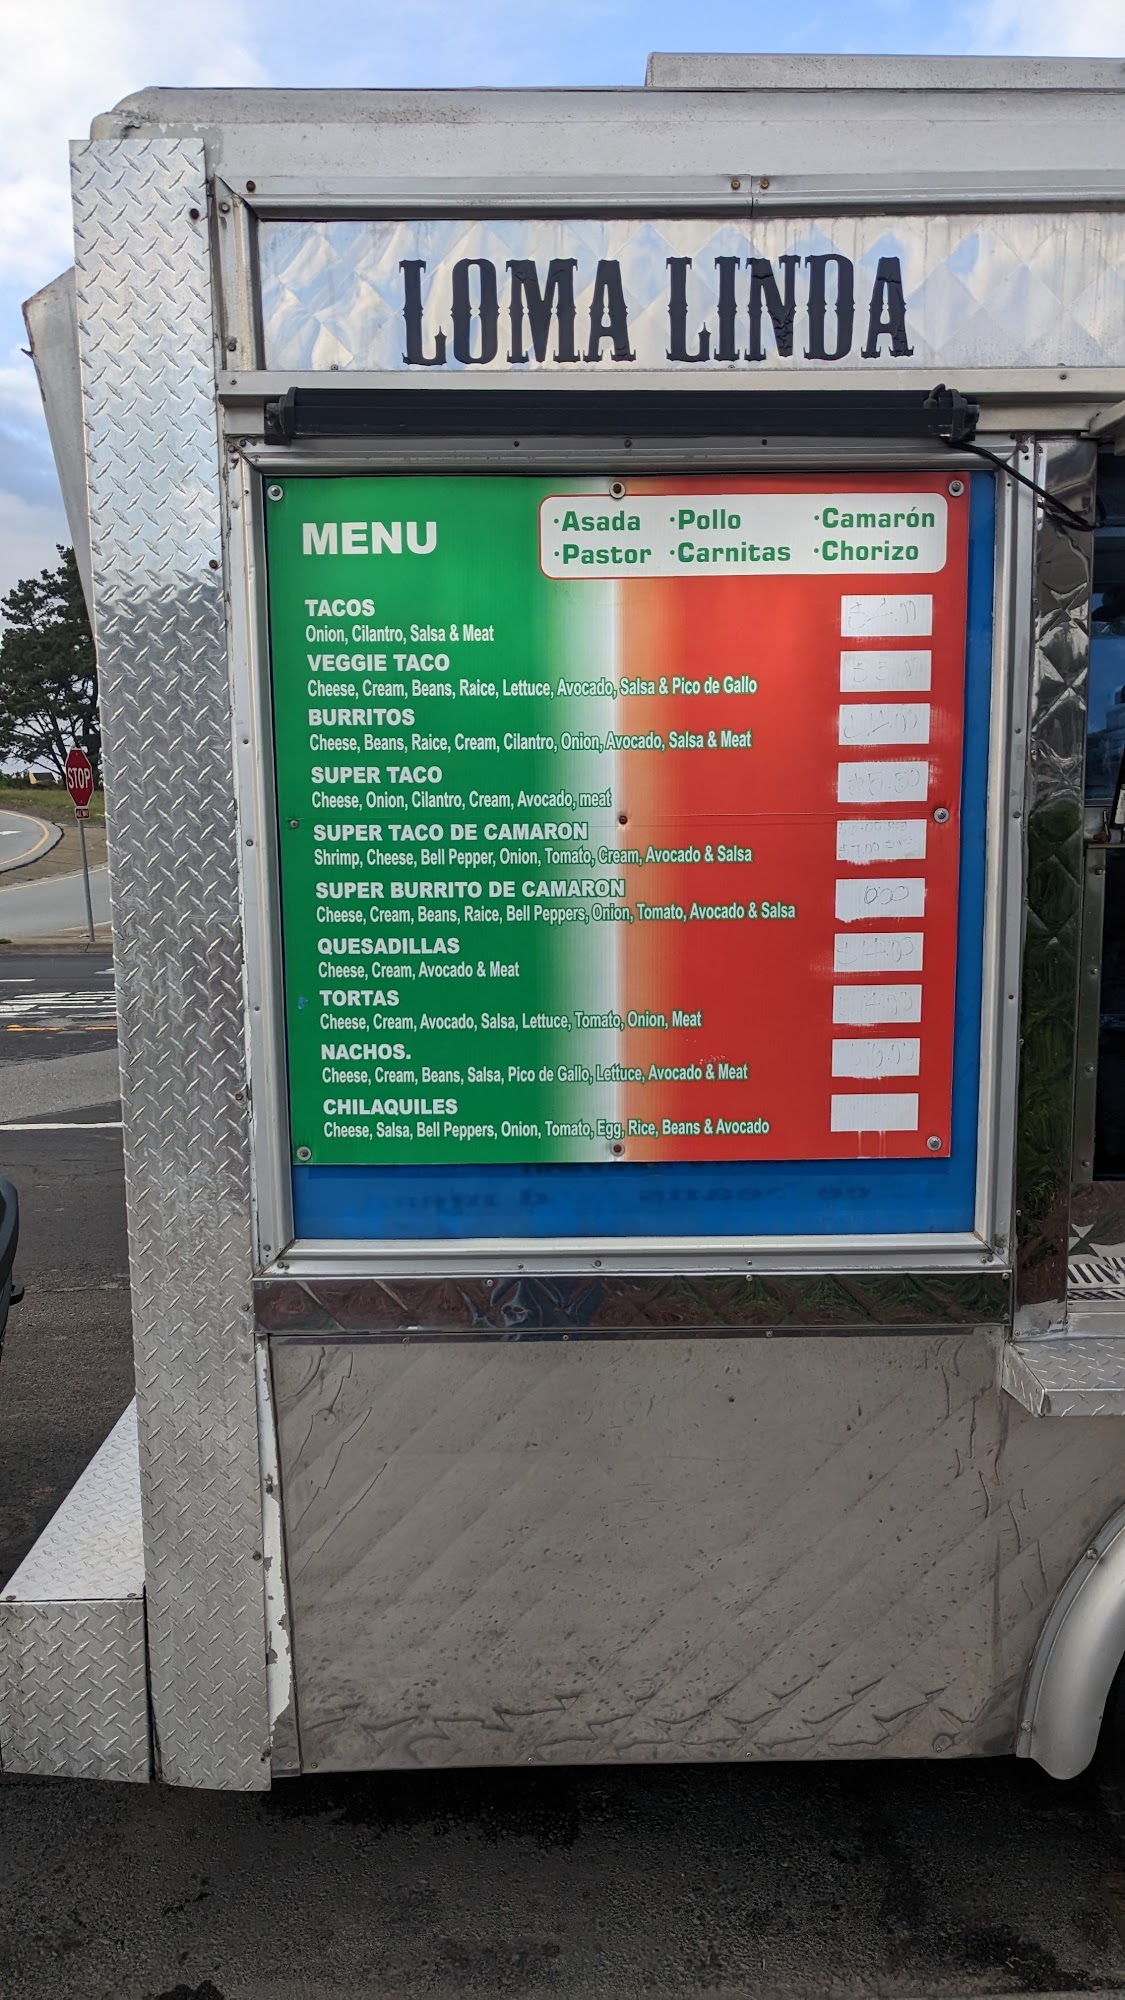 LOMA LINDA
MENU
·Asada ·Pollo ·Camarón
·Pastor ·Carnitas ·Chorizo
TACOS
Onion, Cilantro, Salsa & Meat
VEGGIE TACO
Cheese, Cream, Beans, Raice, Lettuce, Avocado, Salsa & Pico de Gallo
BURRITOS
Cheese, Beans, Raice, Cream, Cilantro, Onion, Avocado, Salsa & Meat
SUPER TACO
Cheese, Onion, Cilantro, Cream, Avocado, meat
SUPER TACO DE CAMARON
Shrimp, Cheese, Bell Pepper, Onion, Tomato, Cream, Avocado & Salsa
SUPER BURRITO DE CAMARON
Cheese, Cream, Beans, Raice, Bell Peppers, Onion, Tomato, Avocado & Salsa
QUESADILLAS
Cheese, Cream, Avocado & Meat
TORTAS
Cheese, Cream, Avocado, Salsa, Lettuce, Tomato, Onion, Meat
NACHOS.
Cheese, Cream, Beans, Salsa, Pico de Gallo, Lettuce, Avocado & Meat
CHILAQUILES
Cheese, Salsa, Bell Peppers, Onion, Tomato, Egg, Rice, Beans & Avocado
STOP